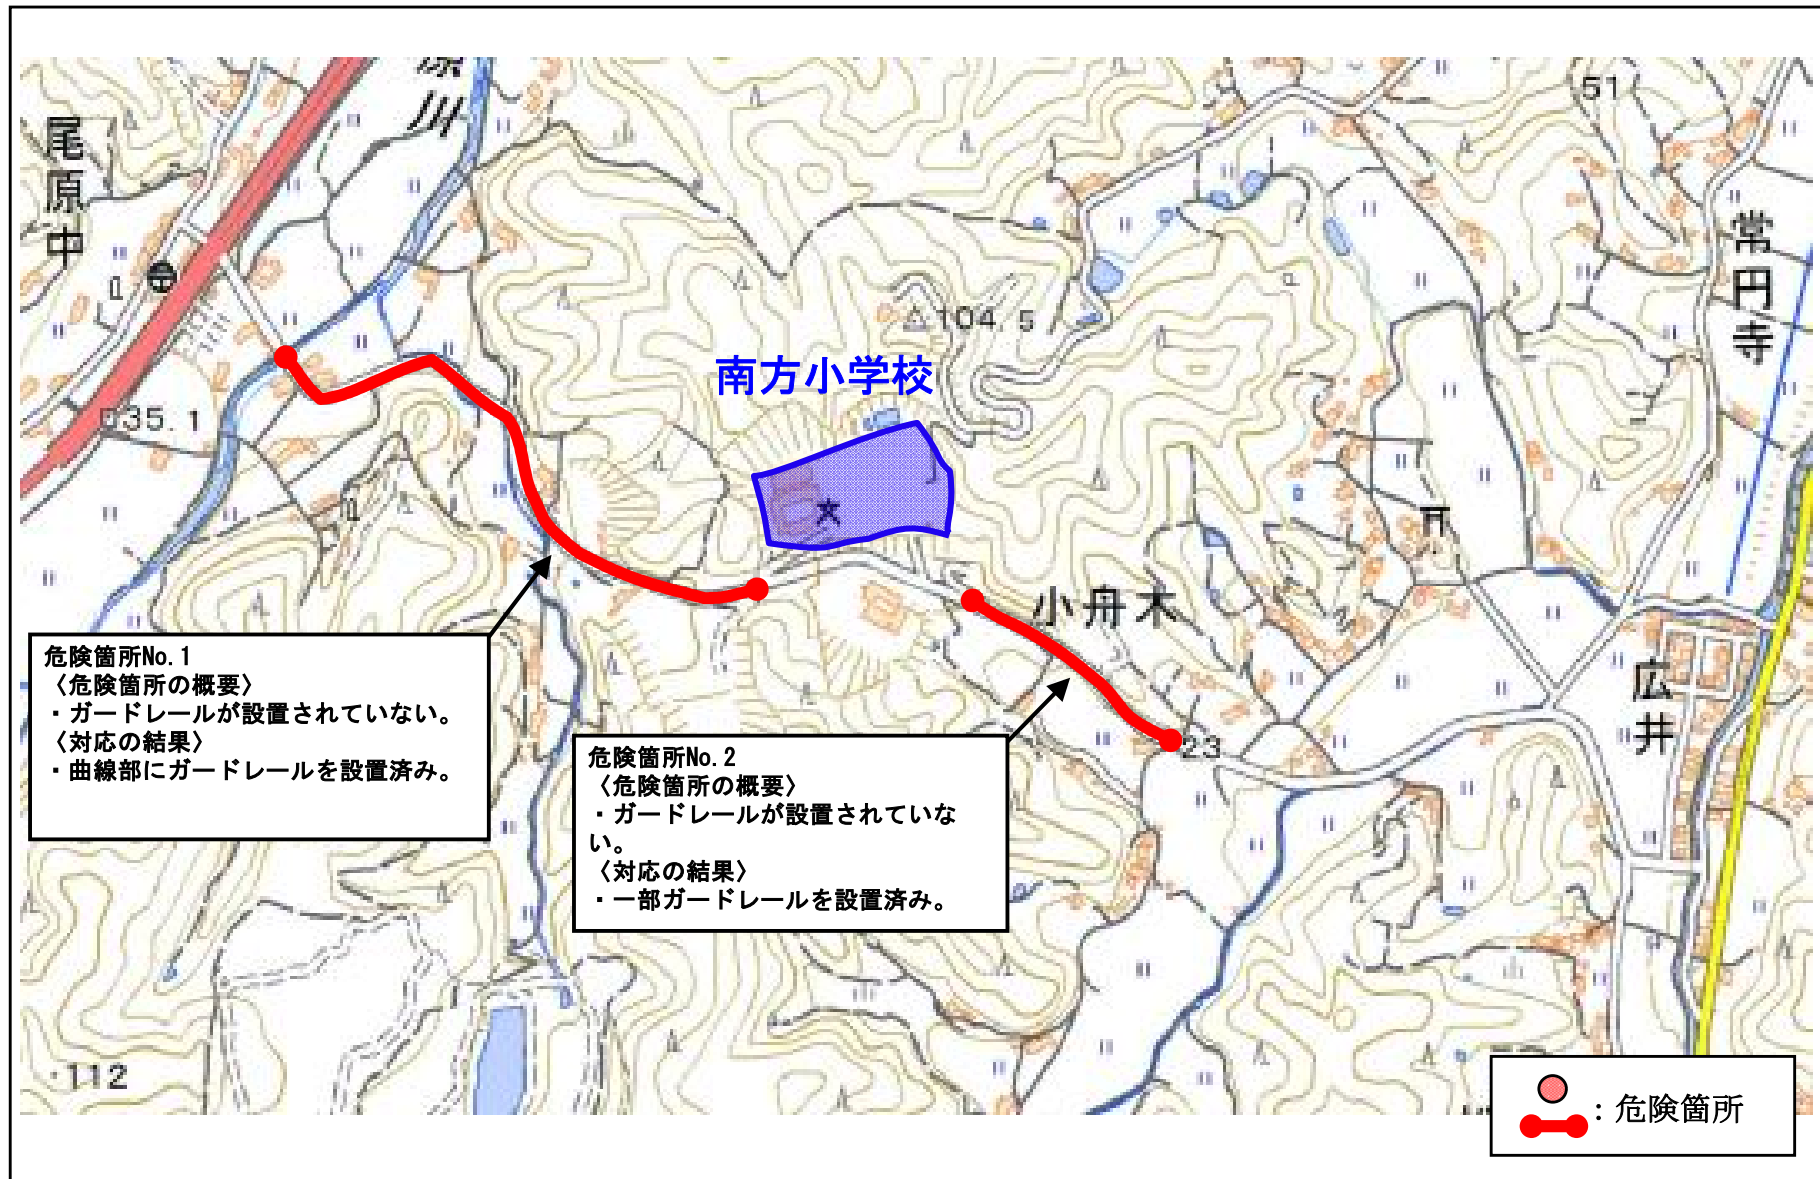 原川
51
尾原中
常円寺
104.5
南方小学校
35.1
小舟木
広井
危険箇所No.1
〈危険箇所の概要〉
・ガードレールが設置されていない。
〈対応の結果〉
・曲線部にガードレールを設置済み。
23
危険箇所No.2
〈危険箇所の概要〉
・ガードレールが設置されていな
い。
〈対応の結果〉
・一部ガードレールを設置済み。
・112
：危険箇所